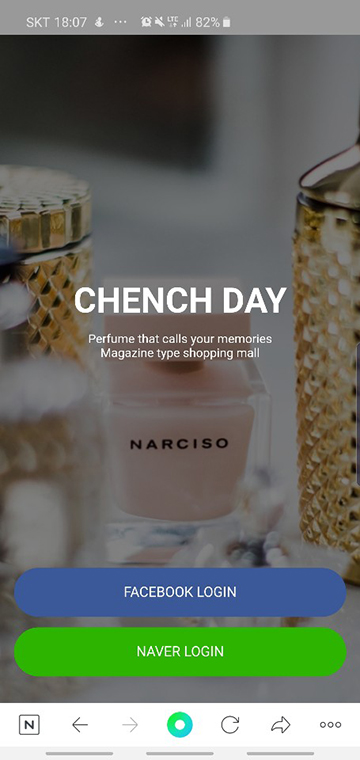 SKT 18:07 ... LTE 82%
CHENCH DAY
Perfume that calls your memories
Magazine type shopping mall
NARCISO
FACEBOOK LOGIN
NAVER LOGIN
N